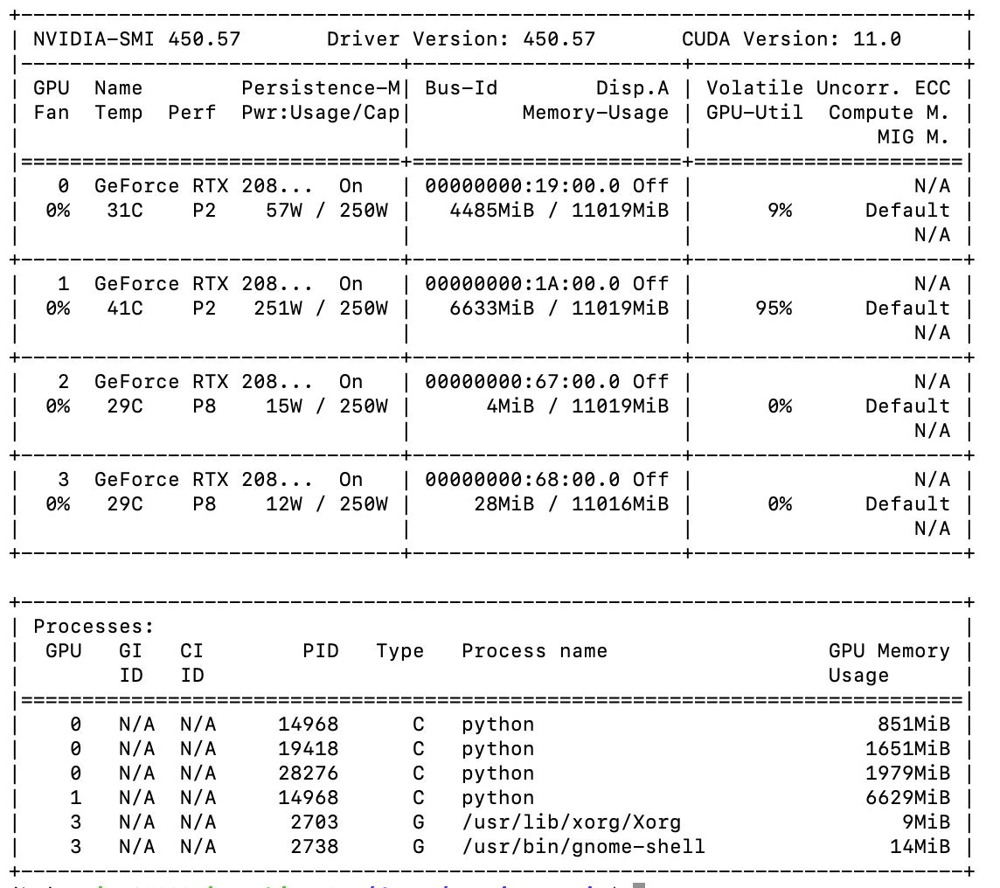 +-----------------------------------------------------------------------------+
| NVIDIA-SMI 450.57       Driver Version: 450.57       CUDA Version: 11.0     |
|-------------------------------+----------------------+----------------------+
| GPU  Name        Persistence-M| Bus-Id        Disp.A | Volatile Uncorr. ECC |
| Fan  Temp  Perf  Pwr:Usage/Cap|         Memory-Usage | GPU-Util  Compute M. |
|                               |                      |               MIG M. |
|===============================+======================+======================|
|   0  GeForce RTX 208...  On   | 00000000:19:00.0 Off |                  N/A |
|  0%   31C    P2    57W / 250W |   4485MiB / 11019MiB |      9%      Default |
|                               |                      |                  N/A |
+-------------------------------+----------------------+----------------------+
|   1  GeForce RTX 208...  On   | 00000000:1A:00.0 Off |                  N/A |
|  0%   41C    P2   251W / 250W |   6633MiB / 11019MiB |     95%      Default |
|                               |                      |                  N/A |
+-------------------------------+----------------------+----------------------+
|   2  GeForce RTX 208...  On   | 00000000:67:00.0 Off |                  N/A |
|  0%   29C    P8    15W / 250W |      4MiB / 11019MiB |      0%      Default |
|                               |                      |                  N/A |
+-------------------------------+----------------------+----------------------+
|   3  GeForce RTX 208...  On   | 00000000:68:00.0 Off |                  N/A |
|  0%   29C    P8    12W / 250W |     28MiB / 11016MiB |      0%      Default |
|                               |                      |                  N/A |
+-------------------------------+----------------------+----------------------+

+-----------------------------------------------------------------------------+
| Processes:                                                                  |
|  GPU   GI   CI        PID   Type   Process name                  GPU Memory |
|        ID   ID                                                   Usage      |
|=============================================================================|
|    0   N/A  N/A     14968      C   python                            851MiB |
|    0   N/A  N/A     19418      C   python                           1651MiB |
|    0   N/A  N/A     28276      C   python                           1979MiB |
|    1   N/A  N/A     14968      C   python                           6629MiB |
|    3   N/A  N/A      2703      G   /usr/lib/xorg/Xorg                  9MiB |
|    3   N/A  N/A      2738      G   /usr/bin/gnome-shell               14MiB |
+-----------------------------------------------------------------------------+